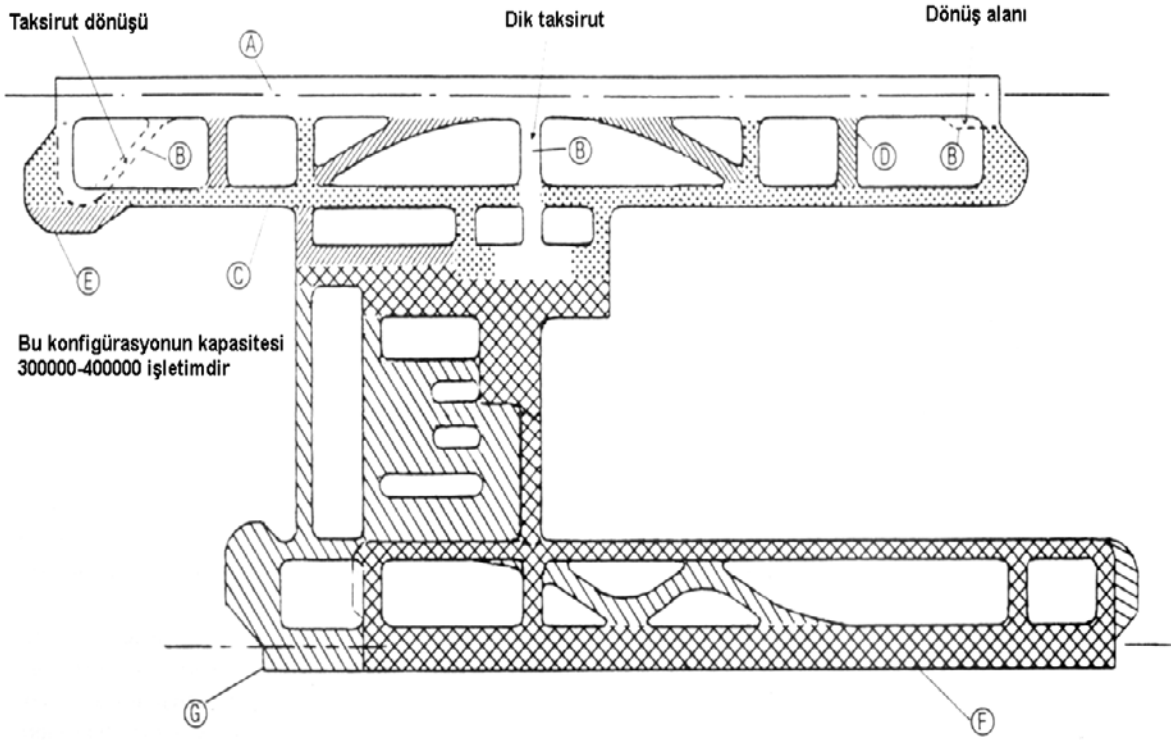 Taksirut dönüşü
Dik taksirut
Dönüş alanı
A
B
B
D
B
E
C
Bu konfigürasyonun kapasitesi
300000-400000 işletimdir
G
F